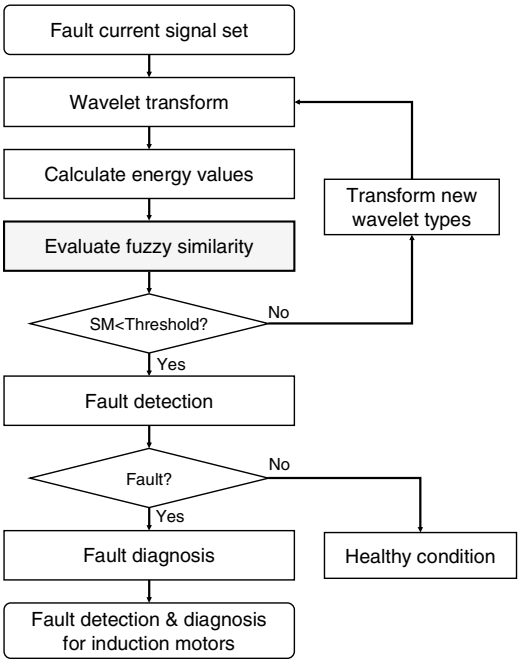 Fault current signal set
Wavelet transform
Calculate energy values
Transform new
wavelet types
Evaluate fuzzy similarity
SM<Threshold?
No
Yes
Fault detection
Fault?
No
Yes
Fault diagnosis
Healthy condition
Fault detection & diagnosis
for induction motors